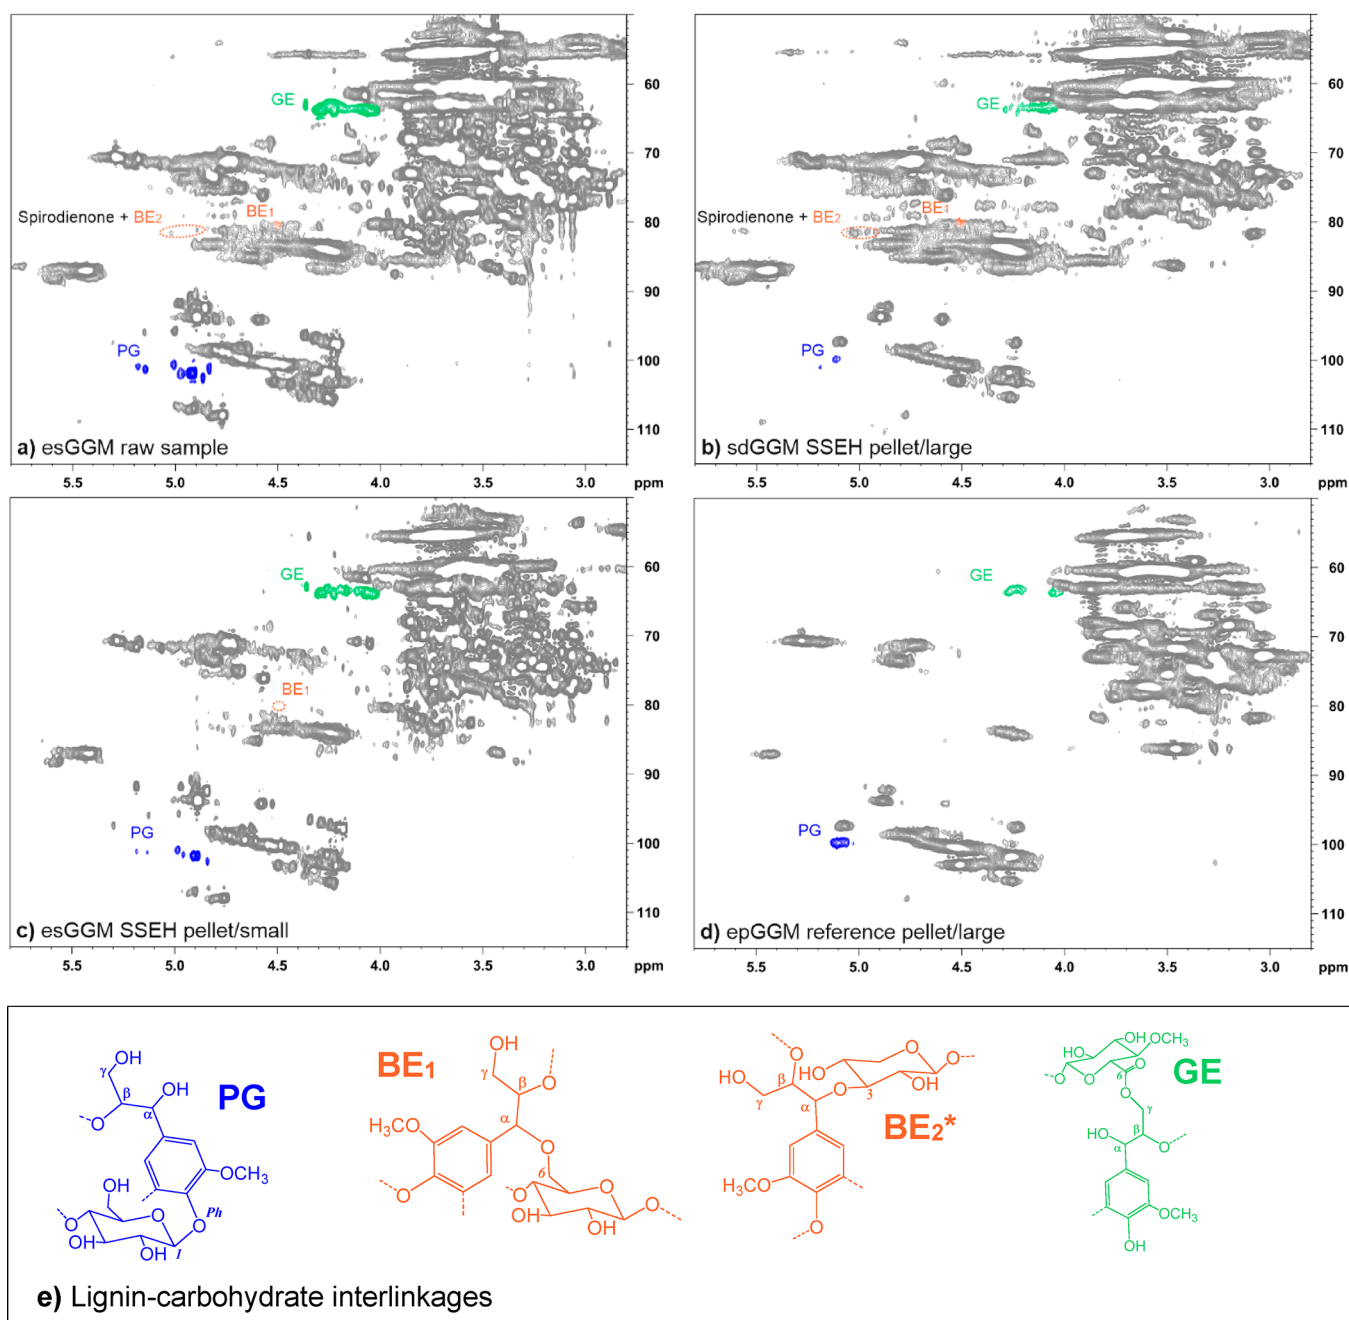 GE
Spirodienone + BE2
BE1
PG
a) esGGM raw sample
60
70
80
90
100
110
5.5 5.0 4.5 4.0 3.5 3.0 ppm
GE
Spirodienone + BE2
BE1
PG
b) sdGGM SSEH pellet/large
60
70
80
90
100
110
5.5 5.0 4.5 4.0 3.5 3.0 ppm
GE
BE1
PG
c) esGGM SSEH pellet/small
60
70
80
90
100
110
5.5 5.0 4.5 4.0 3.5 3.0 ppm
GE
PG
d) epGGM reference pellet/large
60
70
80
90
100
110
5.5 5.0 4.5 4.0 3.5 3.0 ppm
PG
OH
γ
OH
β
O
α
OCH3
OH
O
Ph
O
O
OH
OH
1
BE1
HO
γ
β
O
α
H3CO
O
O
6
O
O
O
HO
OH
BE2*
O
O
O
HO
OH
β
HO
γ
O
3
α
H3CO
O
GE
OH
HO
OCH3
O
O
O
6
O
γ
β
HO
O
α
OCH3
OH
e) Lignin-carbohydrate interlinkages